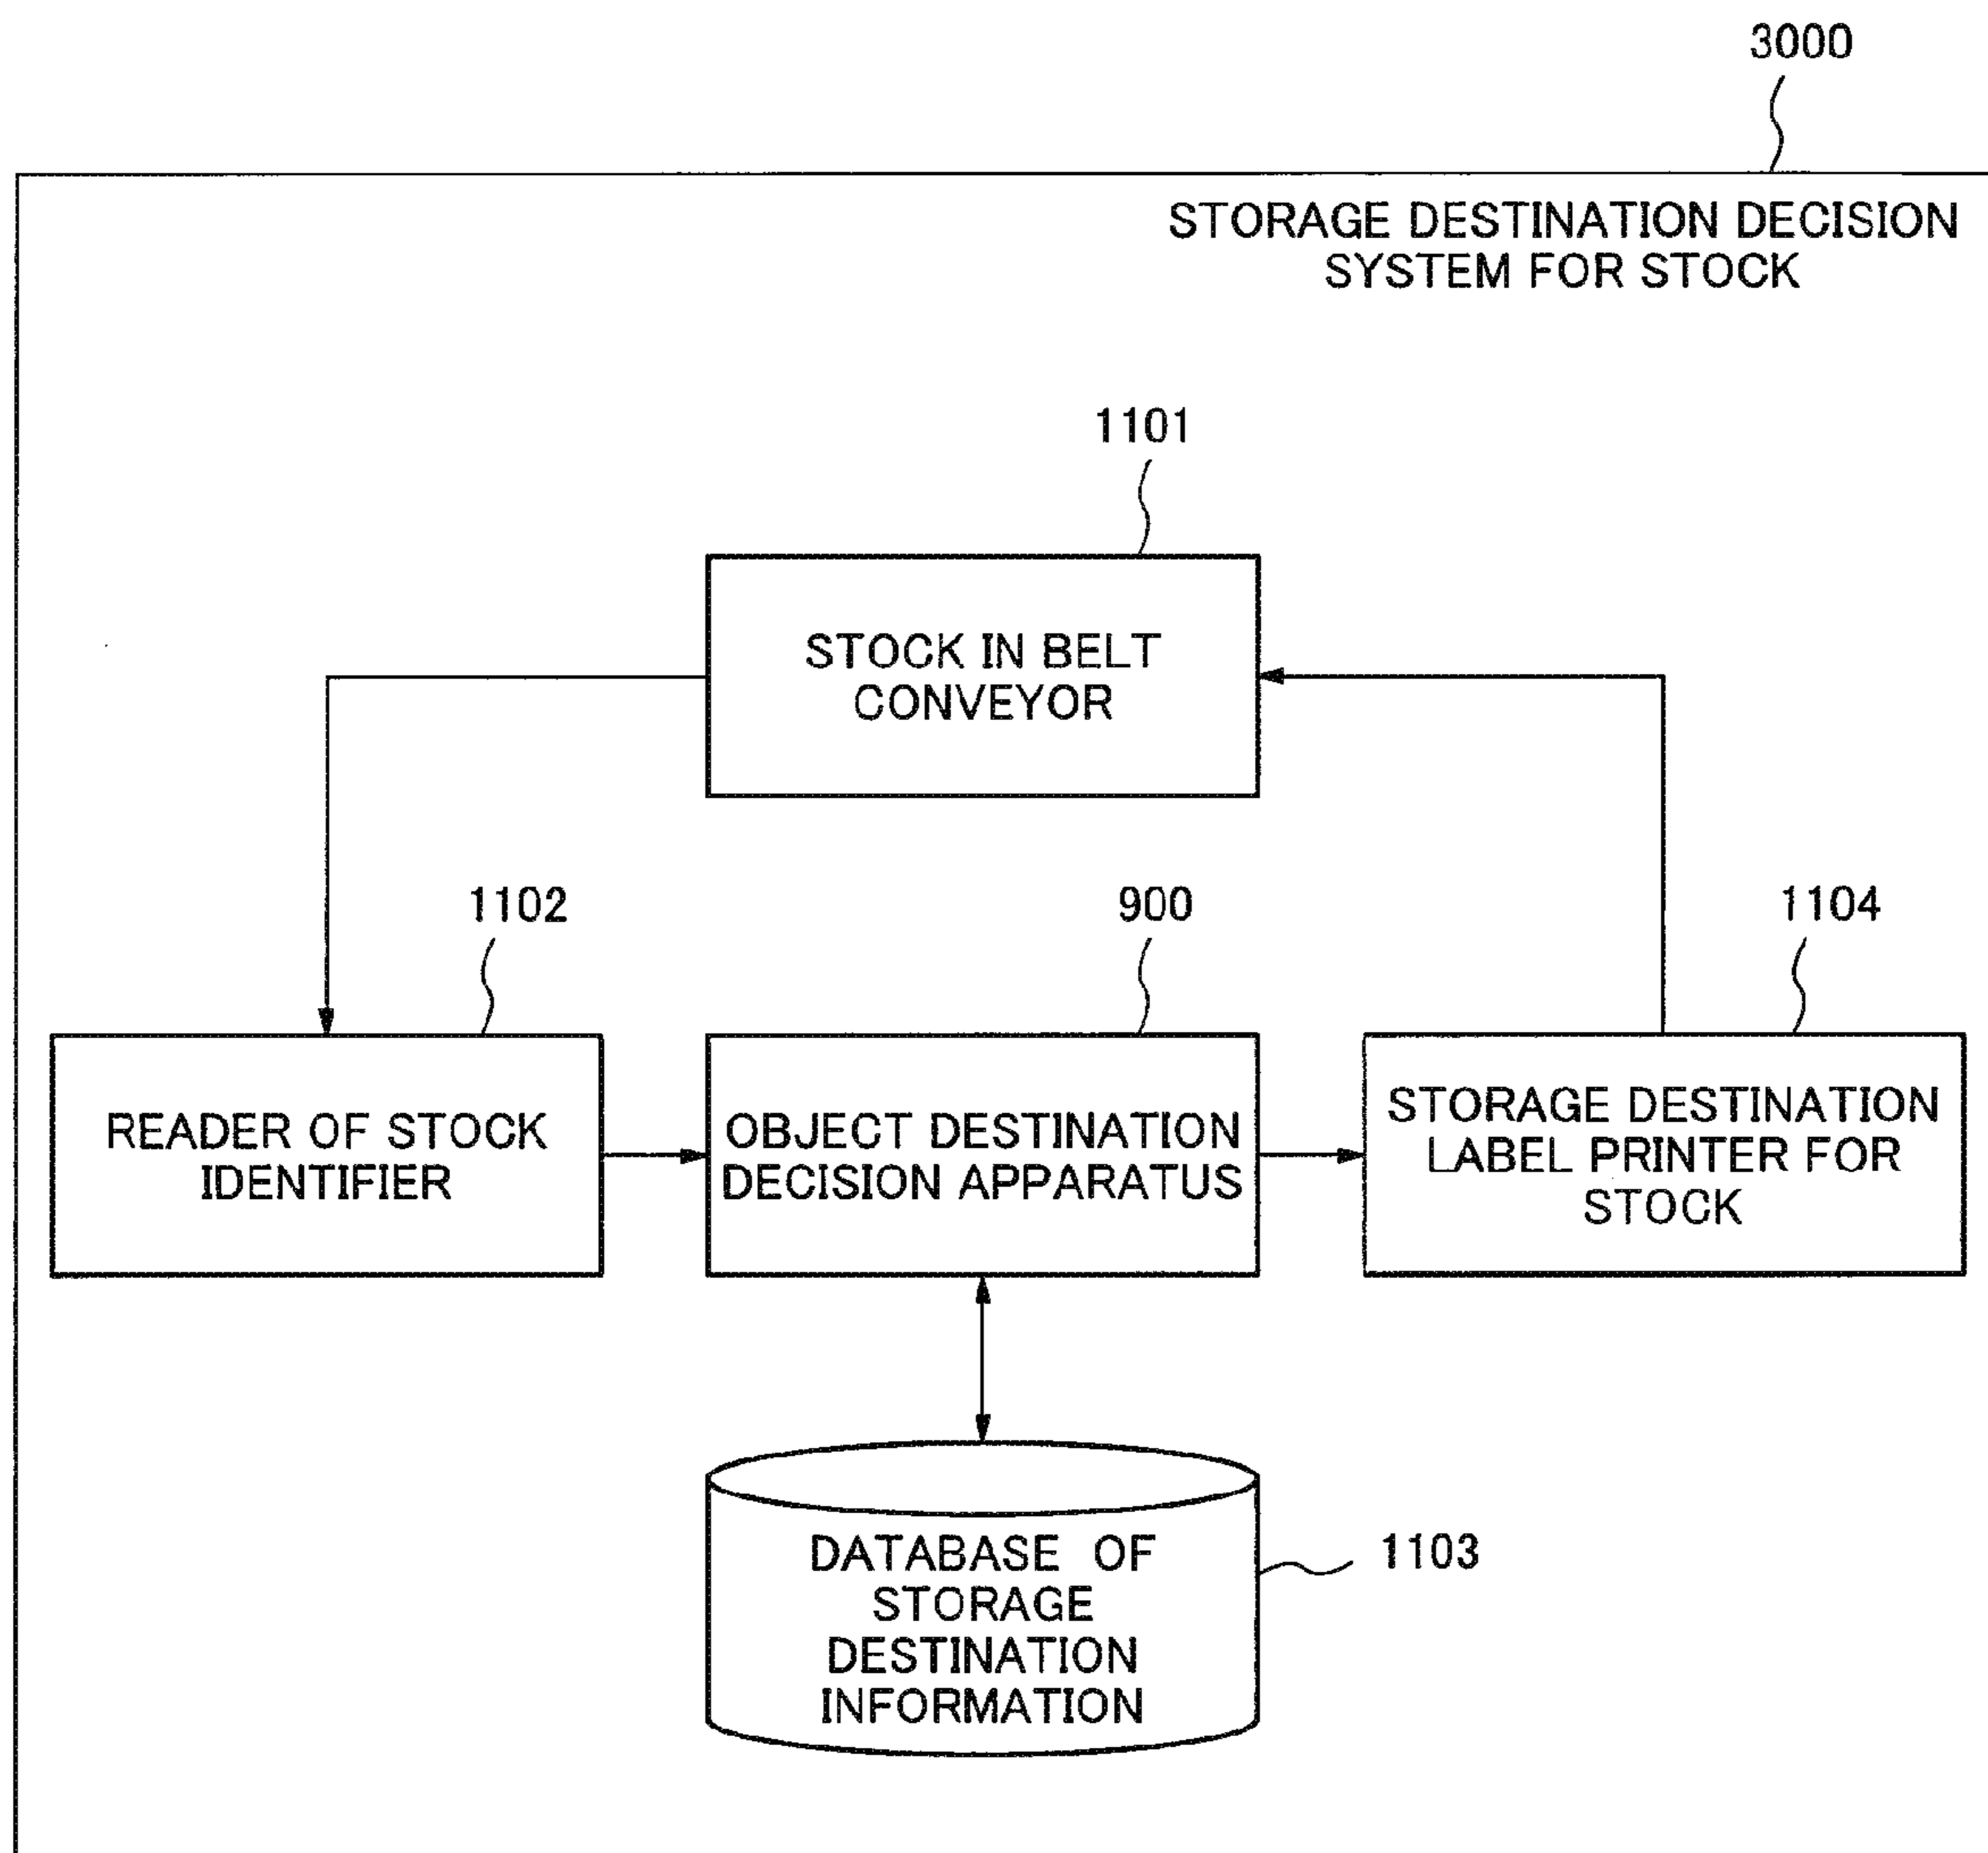 3000
STORAGE DESTINATION DECISION
SYSTEM FOR STOCK
1101
STOCK IN BELT
CONVEYOR
1102
900
1104
READER OF STOCK
IDENTIFIER
OBJECT DESTINATION
DECISION APPARATUS
STORAGE DESTINATION
LABEL PRINTER FOR
STOCK
DATABASE OF
STORAGE
DESTINATION
INFORMATION
1103